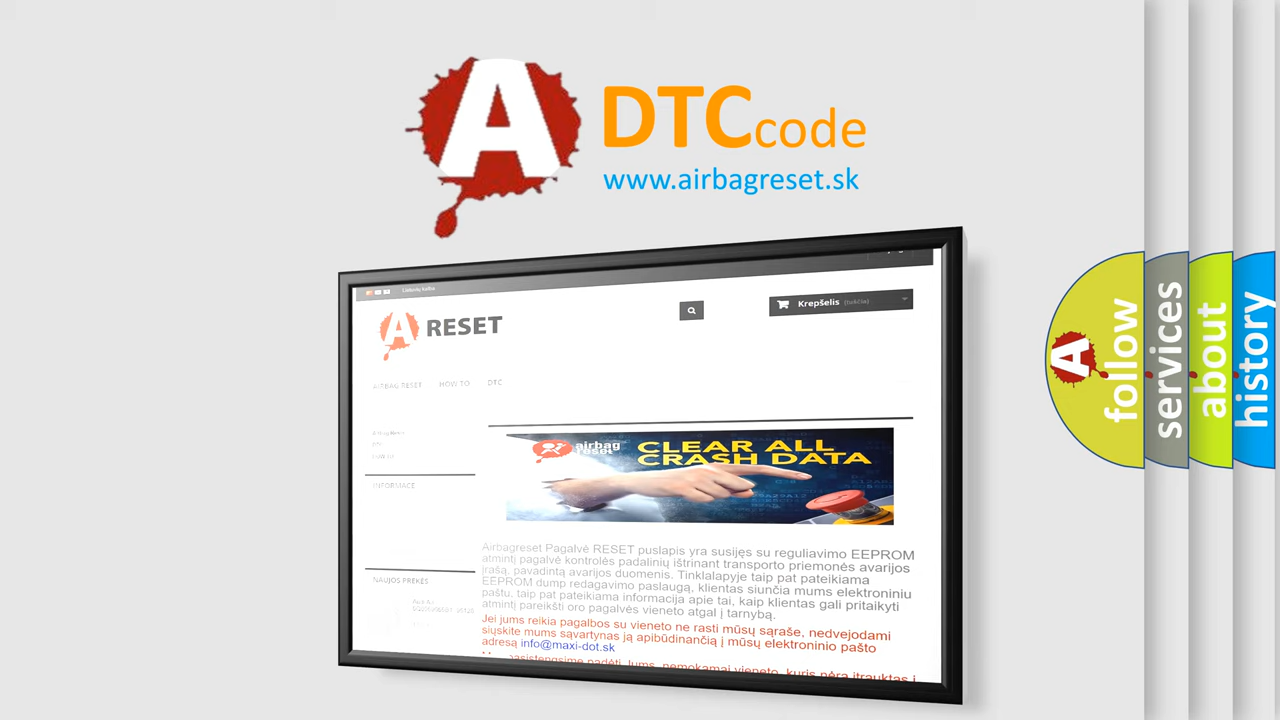 A
DTC code
www.airbagreset.sk
Lietuvių kalba
A RESET
Krepšelis (tuščia)
AIRBAG RESET HOW TO DTC
INFORMACE
NAUJOS PREKĖS
airbag
reset
CLEAR ALL
CRASH DATA
Airbagreset Pagalvė RESET puslapis yra susijęs su reguliavimo EEPROM
atmintį pagalvė kontrolės padalinių ištrinant transporto priemonės avarijos
įrašą, pavadintą avarijos duomenis. Tinklalapyje taip pat pateikiama
EEPROM dump redagavimo paslaugą, klientas siunčia mums elektroniniu
paštu, taip pat pateikiama informacija apie tai, kaip klientas gali pritaikyti
atmintį pareikšti oro pagalvės vieneto atgal į tarnybą.
Jei jums reikia pagalbos su vieneto ne rasti mūsų sąraše, nedvejodami
siųskite mums sąvartynas ją apibūdinančią į mūsų elektroninio pašto
adresą info@maxi-dot.sk
A follow
services
about
history